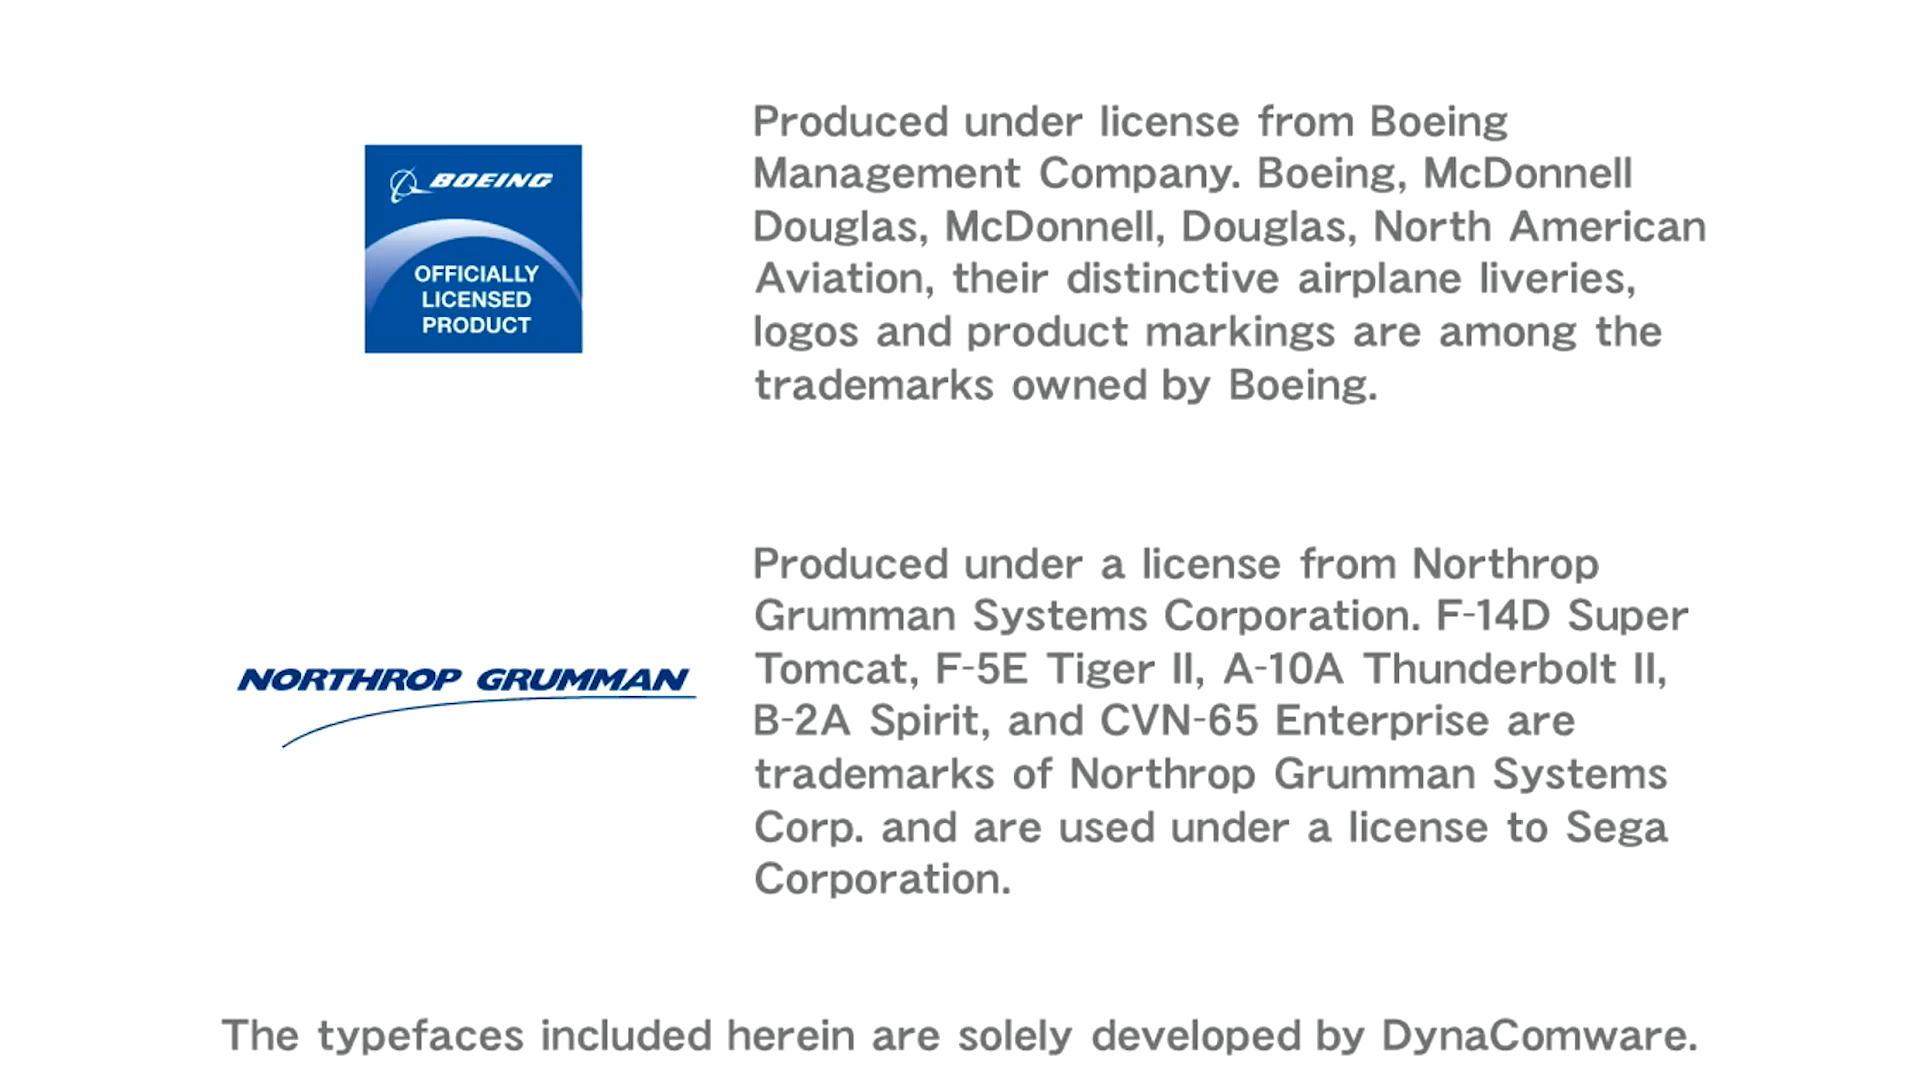 BOEING
OFFICIALLY
LICENSED
PRODUCT
Produced under license from Boeing
Management Company. Boeing, McDonnell
Douglas, McDonnell, Douglas, North American
Aviation, their distinctive airplane liveries,
logos and product markings are among the
trademarks owned by Boeing.
NORTHROP GRUMMAN
Produced under a license from Northrop
Grumman Systems Corporation. F-14D Super
Tomcat, F-5E Tiger II, A-10A Thunderbolt II,
B-2A Spirit, and CVN-65 Enterprise are
trademarks of Northrop Grumman Systems
Corp. and are used under a license to Sega
Corporation.
The typefaces included herein are solely developed by DynaComware.